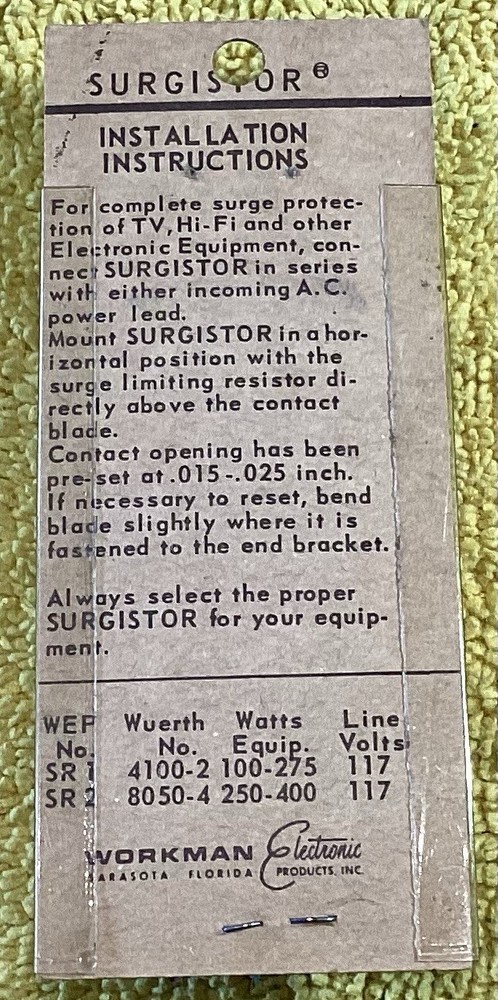 SURGISTOR®
INSTALLATION
INSTRUCTIONS
For complete surge protec-
tion of TV, Hi-Fi and other
Electronic Equipment, con-
nect SURGISTOR in series
with either incoming A.C.
power lead.
Mount SURGISTOR in a hor-
izontal position with the
surge limiting resistor di-
rectly above the contact
blade.
Contact opening has been
pre-set at .015-.025 inch.
If necessary to reset, bend
blade slightly where it is
fastened to the end bracket.
Always select the proper
SURGISTOR for your equip-
ment.
WEP Wuerth Watts Line
No. No. Equip. Volts
SR 1 4100-2 100-275 117
SR 2 8050-4 250-400 117
WORKMAN Electronic
SARASOTA FLORIDA PRODUCTS, INC.